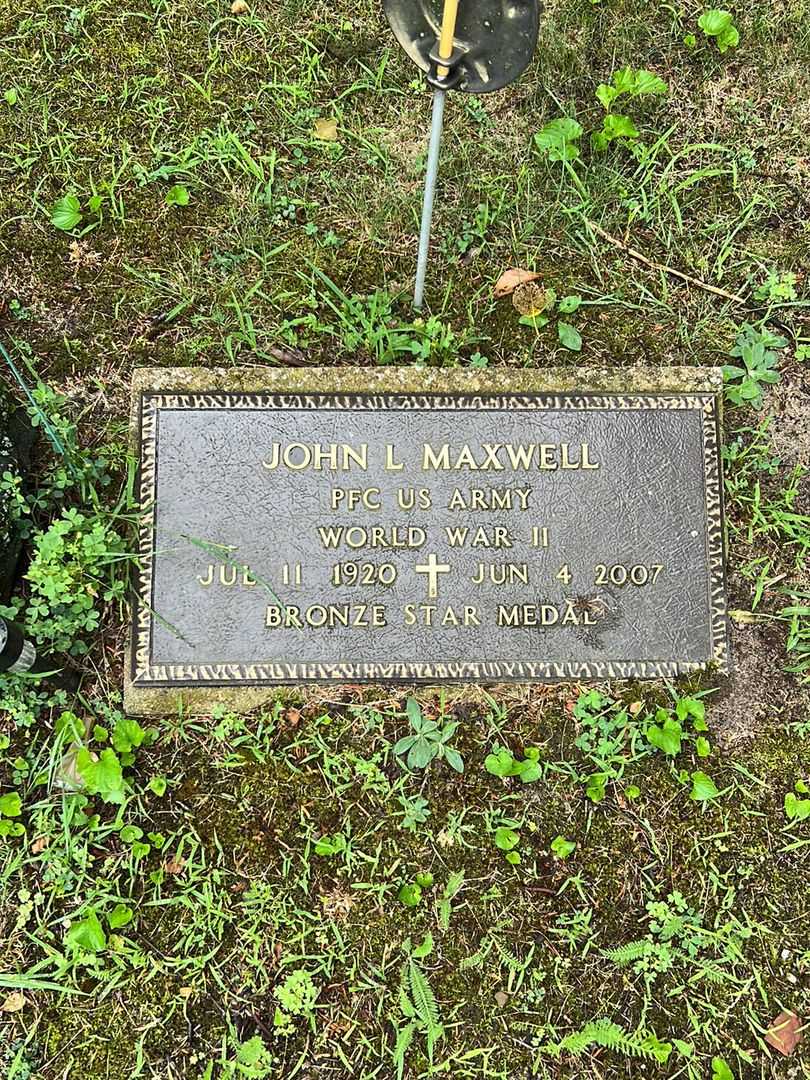 JOHN L MAXWELL
PFC US ARMY
WORLD WAR II
JUL 11 1920 JUN 4 2007
BRONZE STAR MEDAL